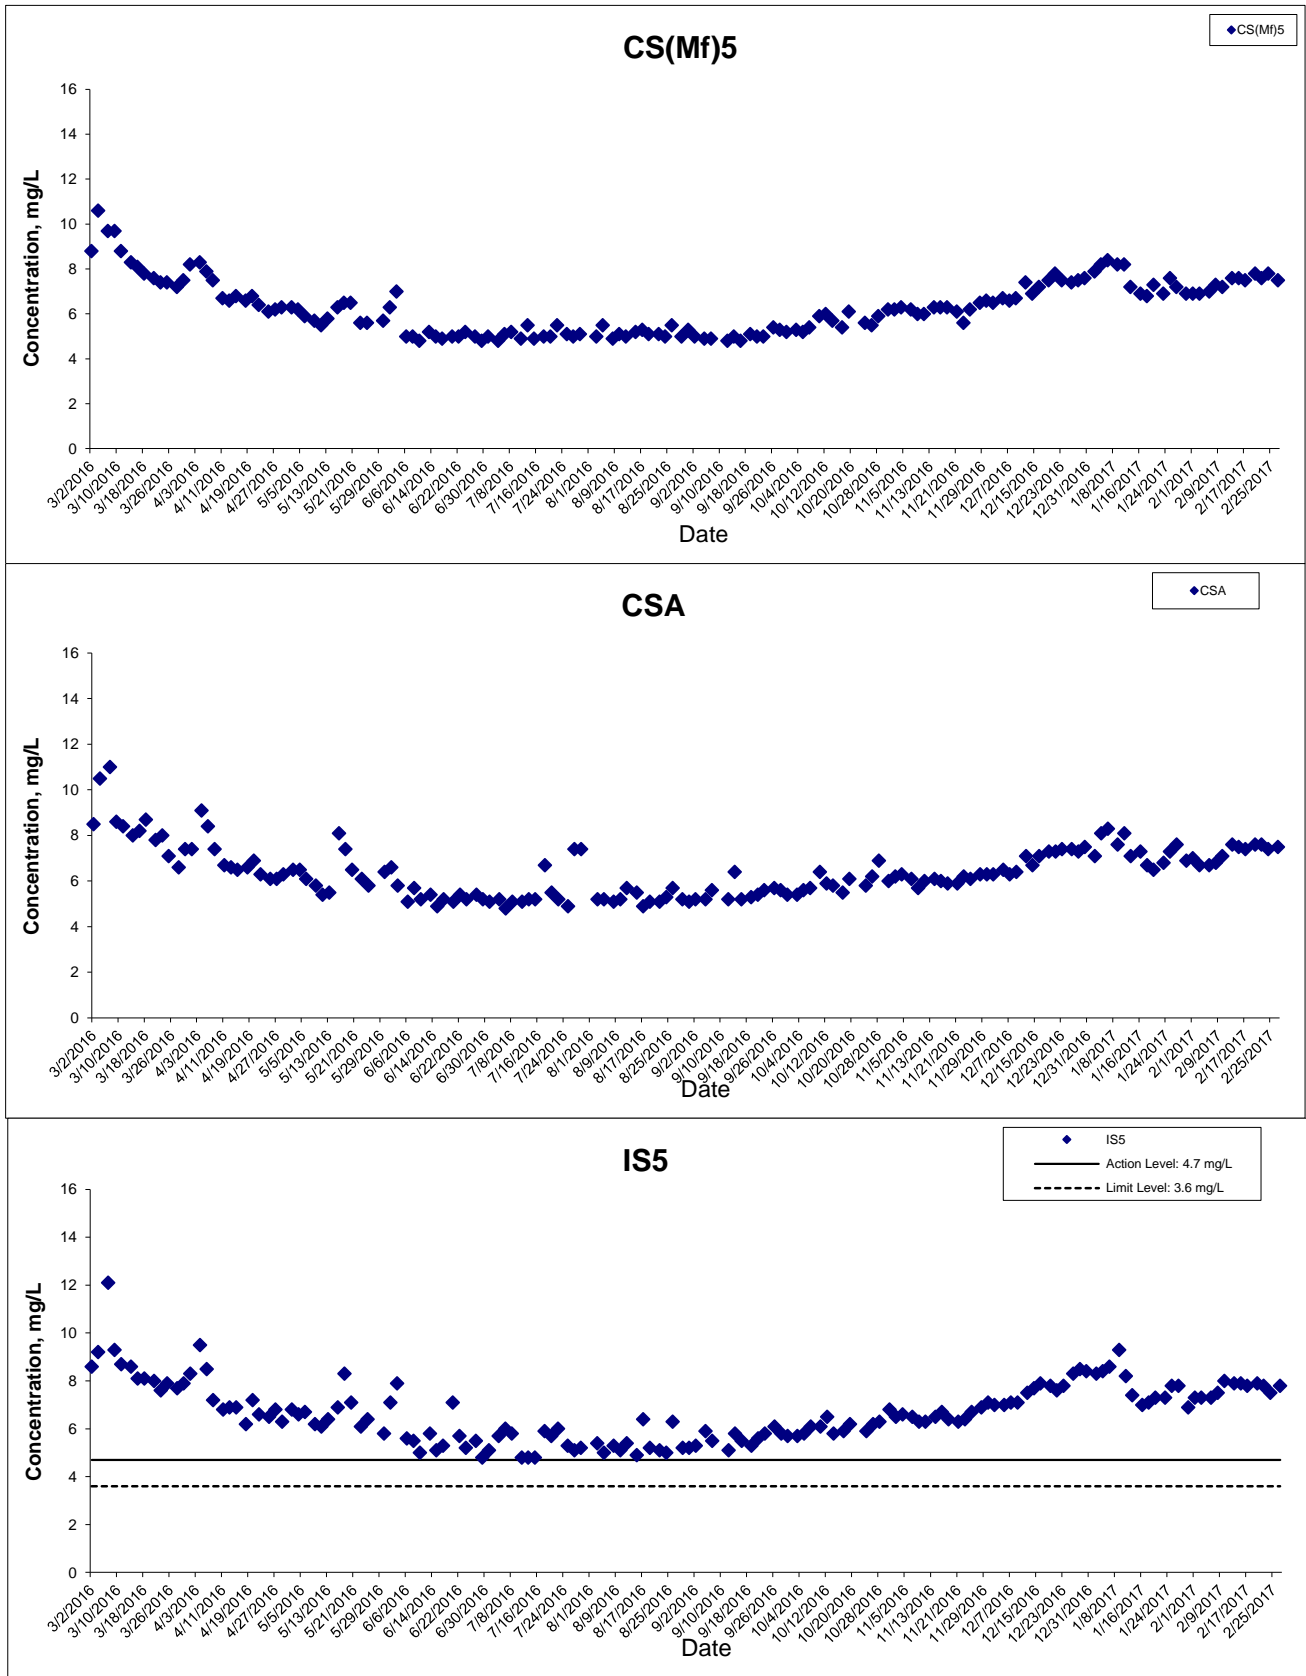 CS(Mf)5
CS(Mf)5
Concentration, mg/L
16
14
12
10
8
6
4
2
0
3/2/2016 3/10/2016 3/18/2016 3/26/2016 4/3/2016 4/11/2016 4/19/2016 4/27/2016 5/5/2016 5/13/2016 5/21/2016 5/29/2016 6/6/2016 6/14/2016 6/22/2016 6/30/2016 7/8/2016 7/16/2016 7/24/2016 8/1/2016 8/9/2016 8/17/2016 8/25/2016 9/2/2016 9/10/2016 9/18/2016 9/26/2016 10/4/2016 10/12/2016 10/20/2016 10/28/2016 11/5/2016 11/13/2016 11/21/2016 11/29/2016 12/7/2016 12/15/2016 12/23/2016 12/31/2016 1/8/2017 1/16/2017 1/24/2017 2/1/2017 2/9/2017 2/17/2017 2/25/2017
Date
CSA
CSA
Concentration, mg/L
16
14
12
10
8
6
4
2
0
3/2/2016 3/10/2016 3/18/2016 3/26/2016 4/3/2016 4/11/2016 4/19/2016 4/27/2016 5/5/2016 5/13/2016 5/21/2016 5/29/2016 6/6/2016 6/14/2016 6/22/2016 6/30/2016 7/8/2016 7/16/2016 7/24/2016 8/1/2016 8/9/2016 8/17/2016 8/25/2016 9/2/2016 9/10/2016 9/18/2016 9/26/2016 10/4/2016 10/12/2016 10/20/2016 10/28/2016 11/5/2016 11/13/2016 11/21/2016 11/29/2016 12/7/2016 12/15/2016 12/23/2016 12/31/2016 1/8/2017 1/16/2017 1/24/2017 2/1/2017 2/9/2017 2/17/2017 2/25/2017
Date
IS5
IS5
Action Level: 4.7 mg/L
Limit Level: 3.6 mg/L
Concentration, mg/L
16
14
12
10
8
6
4
2
0
3/2/2016 3/10/2016 3/18/2016 3/26/2016 4/3/2016 4/11/2016 4/19/2016 4/27/2016 5/5/2016 5/13/2016 5/21/2016 5/29/2016 6/6/2016 6/14/2016 6/22/2016 6/30/2016 7/8/2016 7/16/2016 7/24/2016 8/1/2016 8/9/2016 8/17/2016 8/25/2016 9/2/2016 9/10/2016 9/18/2016 9/26/2016 10/4/2016 10/12/2016 10/20/2016 10/28/2016 11/5/2016 11/13/2016 11/21/2016 11/29/2016 12/7/2016 12/15/2016 12/23/2016 12/31/2016 1/8/2017 1/16/2017 1/24/2017 2/1/2017 2/9/2017 2/17/2017 2/25/2017
Date